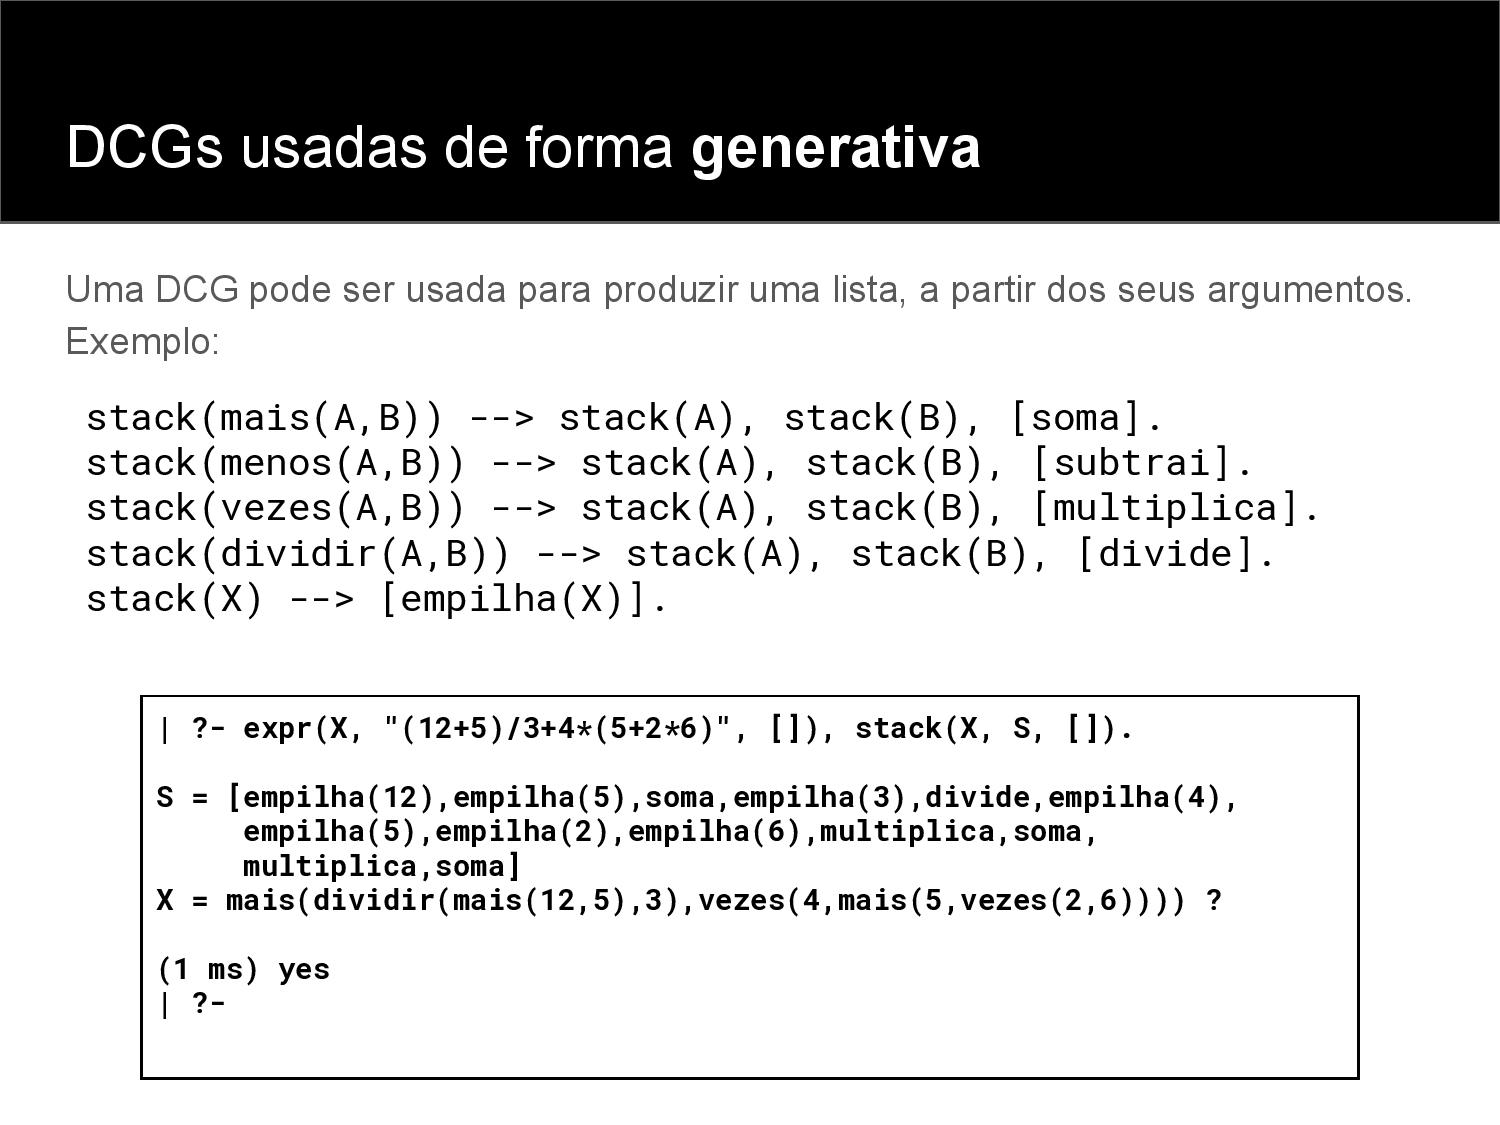 DCGs usadas de forma generativa
Uma DCG pode ser usada para produzir uma lista, a partir dos seus argumentos.
Exemplo:
stack(mais(A,B)) --> stack(A), stack(B), [soma].
stack(menos(A,B)) --> stack(A), stack(B), [subtrai].
stack(vezes(A,B)) --> stack(A), stack(B), [multiplica].
stack(dividir(A,B)) --> stack(A), stack(B), [divide].
stack(X) --> [empilha(X)].
| ?- expr(X, "(12+5)/3+4*(5+2*6)", []), stack(X, S, []).
S = [empilha(12),empilha(5),soma,empilha(3),divide,empilha(4),
empilha(5),empilha(2),empilha(6),multiplica,soma,
multiplica,soma]
X = mais(dividir(mais(12,5),3),vezes(4,mais(5,vezes(2,6)))) ?
(1 ms) yes
| ?-